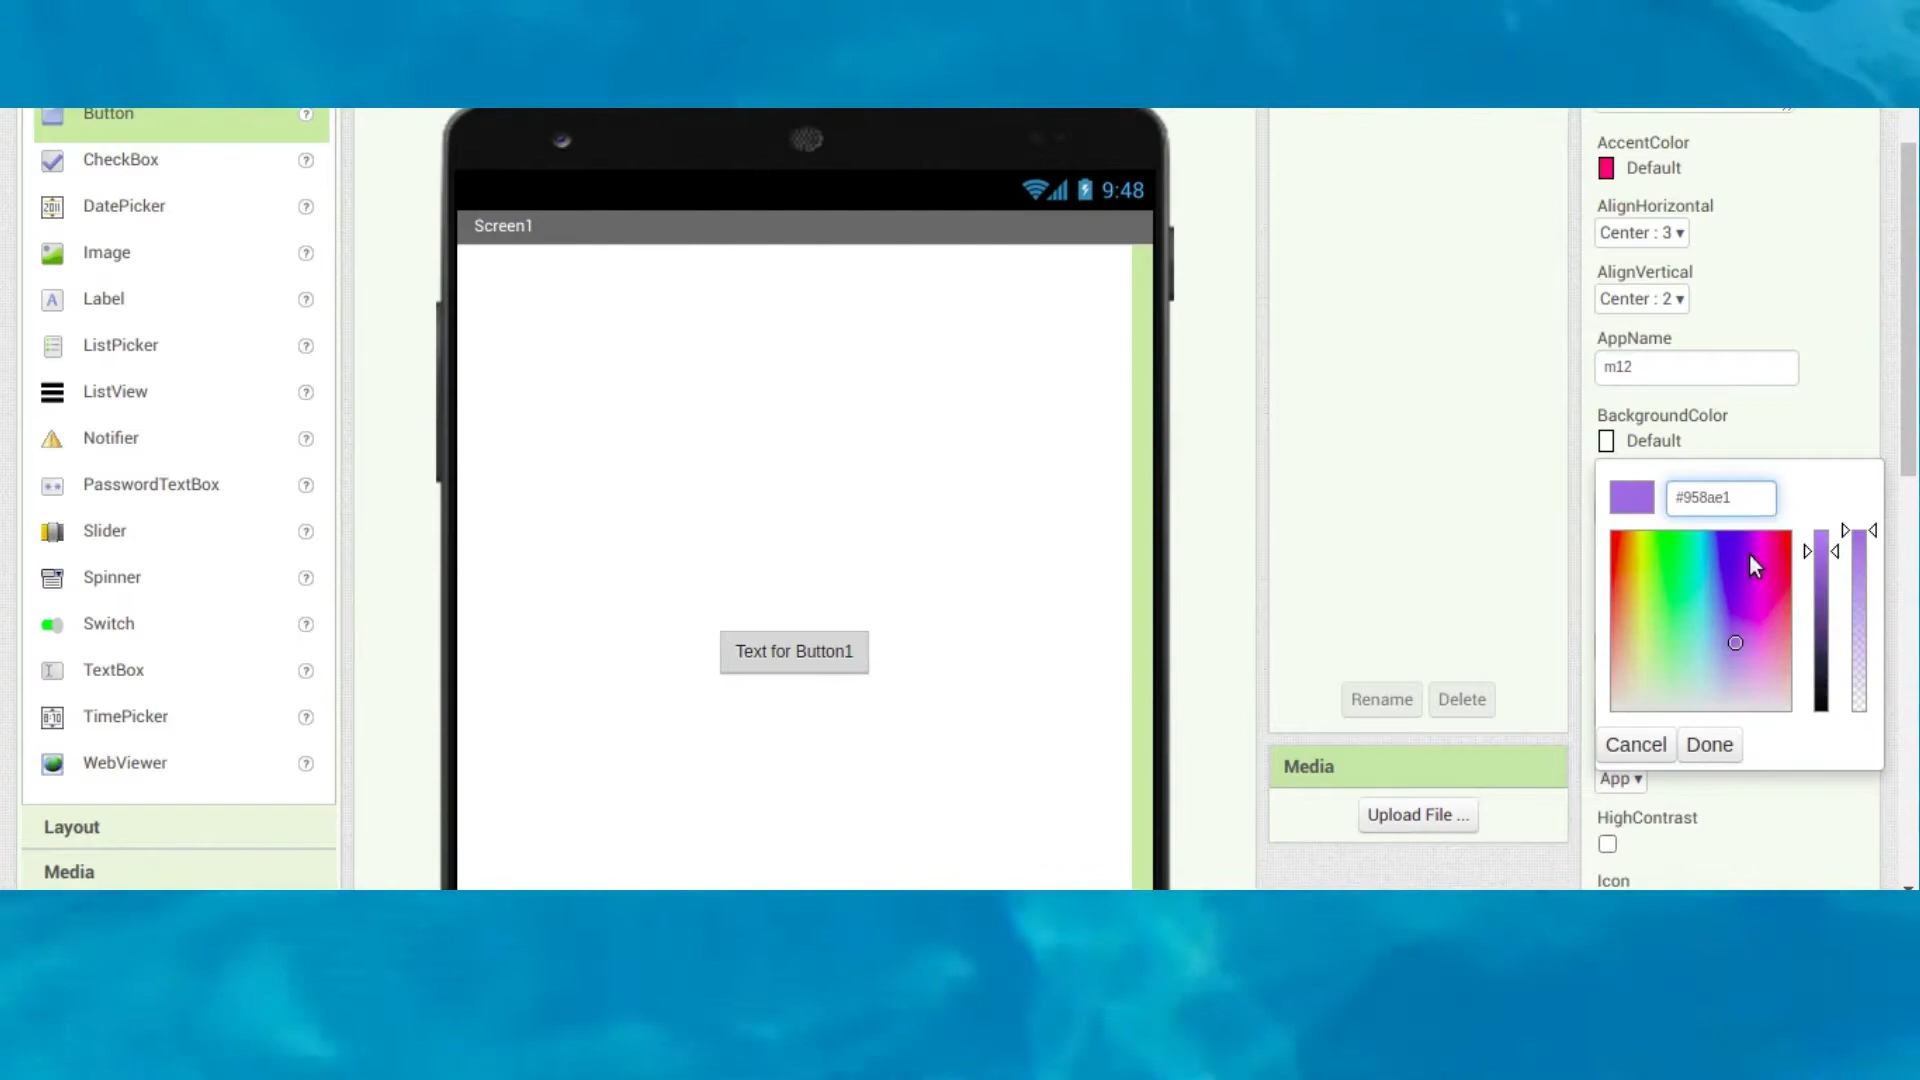 Button
?
CheckBox
?
DatePicker
?
Image
?
Label
?
ListPicker
?
ListView
?
Notifier
?
PasswordTextBox
?
Slider
?
Spinner
?
Switch
?
TextBox
?
TimePicker
?
WebViewer
?
Layout
Media
9:48
Screen1
Text for Button1
Rename
Delete
Media
Upload File ...
AccentColor
Default
AlignHorizontal
Center : 3 ▾
AlignVertical
Center : 2 ▾
AppName
m12
BackgroundColor
Default
#958ae1
Cancel
Done
App ▾
HighContrast
Icon